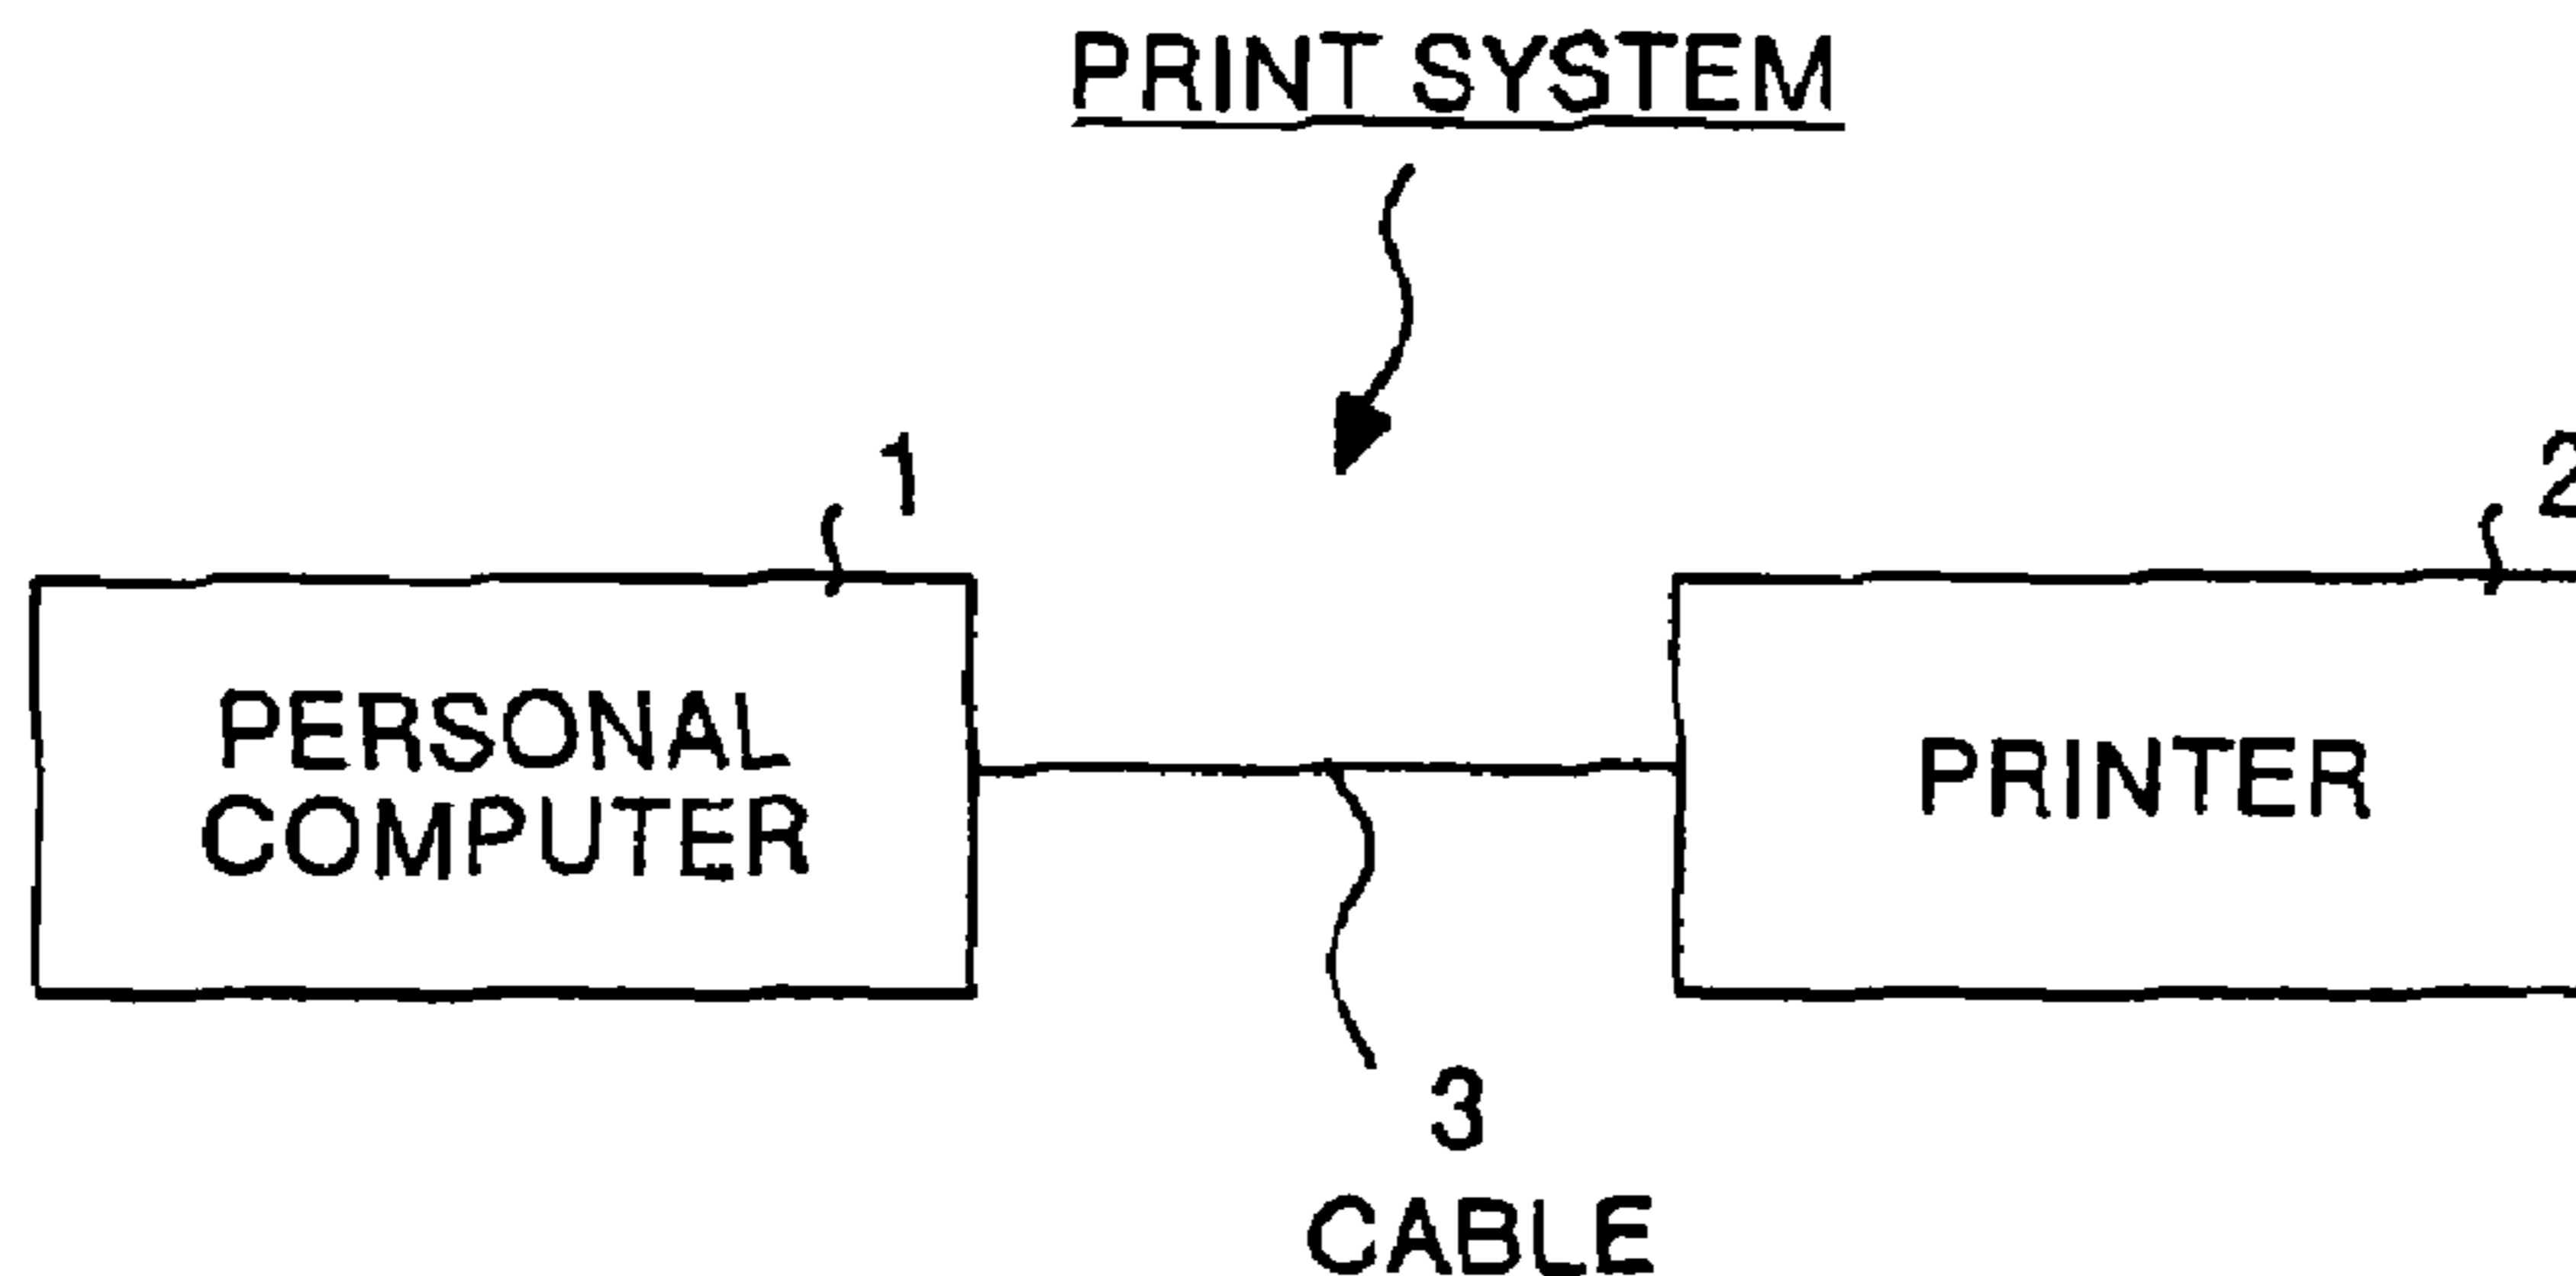 PRINT SYSTEM
1
2
PERSONAL
COMPUTER
PRINTER
3
CABLE